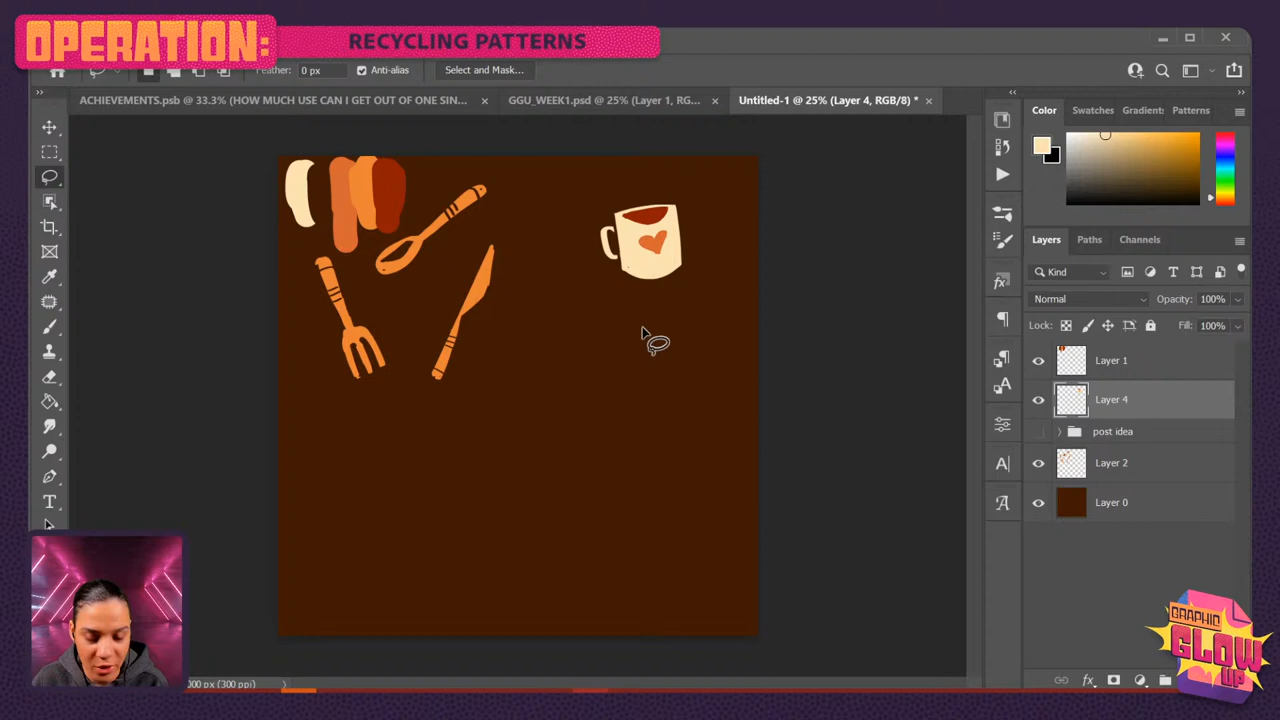 OPERATION:
RECYCLING PATTERNS
Feather: 0 px
Anti-alias
Select and Mask...
ACHIEVEMENTS.psb @ 33.3% (HOW MUCH USE CAN I GET OUT OF ONE SIN...
GGU_WEEK1.psd @ 25% (Layer 1, RG...
Untitled-1 @ 25% (Layer 4, RGB/8) *
Color
Swatches
Gradients
Patterns
Layers
Paths
Channels
Kind
Normal
Opacity: 100%
Lock:
Fill: 100%
Layer 1
Layer 4
post idea
Layer 2
Layer 0
000 px (300 ppi)
GRAPHIC
GLOW
UP